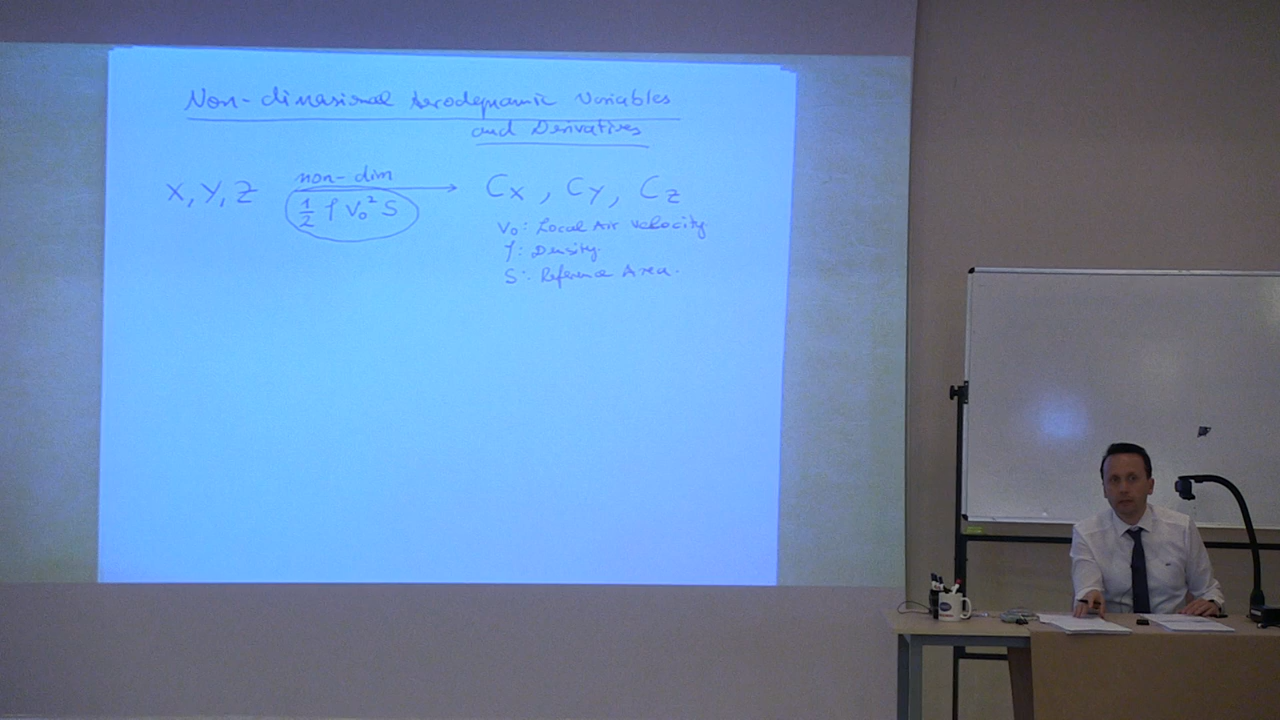 Non-dimasional Aerodynamic Variables
and Derivatives
X, Y, Z non-dim → Cx, Cy, Cz
1/2 ρ V₀² S
V₀: Local Air Velocity
ρ: Density.
S: Reference Area.